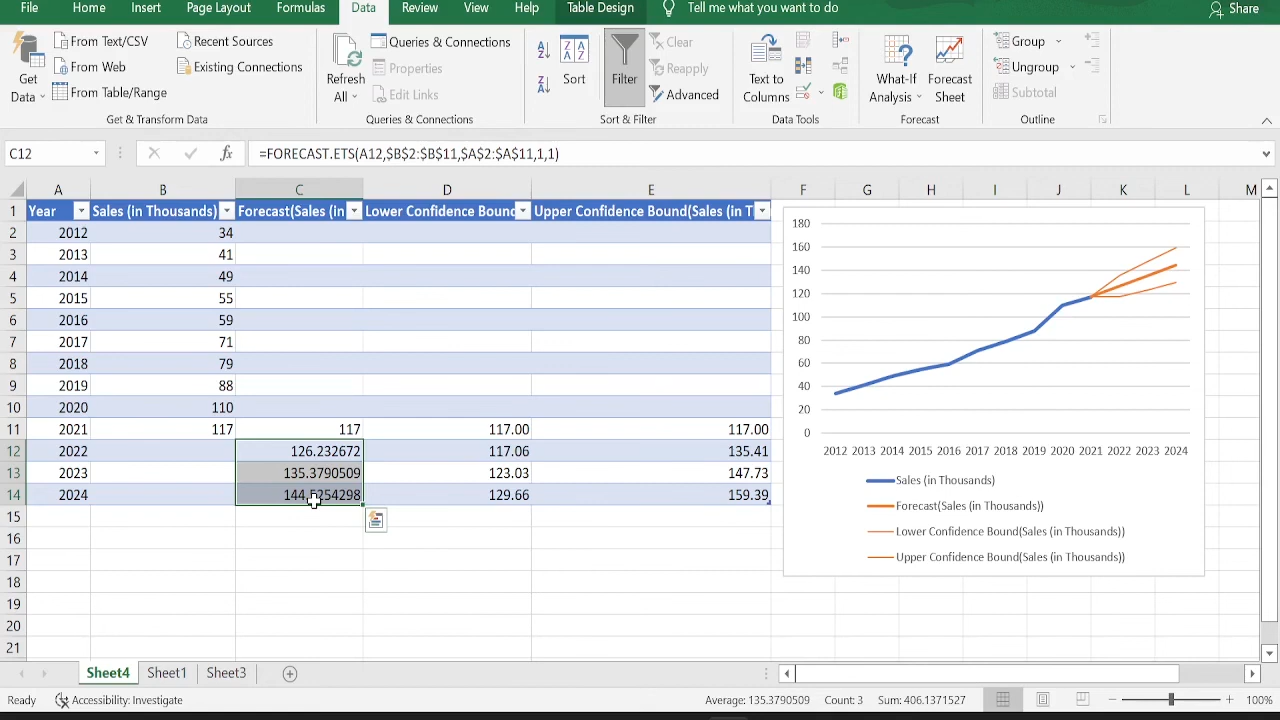 File Home Insert Page Layout Formulas Data Review View Help Table Design Tell me what you want to do Share
Get Data From Text/CSV Recent Sources
From Web Existing Connections
From Table/Range
Get & Transform Data
Refresh All Queries & Connections
Properties
Edit Links
Queries & Connections
Sort Filter Clear
Reapply
Advanced
Sort & Filter
Text to Columns
Data Tools
What-If Analysis Forecast Sheet
Forecast
Group
Ungroup
Subtotal
Outline
C12 fx =FORECAST.ETS(A12,$B$2:$B$11,$A$2:$A$11,1,1)
A B C D E F G H I J K L M
1 Year Sales (in Thousands) Forecast(Sales (in Lower Confidence Bound Upper Confidence Bound(Sales (in T
2 2012 34
3 2013 41
4 2014 49
5 2015 55
6 2016 59
7 2017 71
8 2018 79
9 2019 88
10 2020 110
11 2021 117 117 117.00 117.00
12 2022 126.232672 117.06 135.41
13 2023 135.3790509 123.03 147.73
14 2024 129.66 159.39
15
16
17
18
19
20
21
180
160
140
120
100
80
60
40
20
0
2012 2013 2014 2015 2016 2017 2018 2019 2020 2021 2022 2023 2024
Sales (in Thousands)
Forecast(Sales (in Thousands))
Lower Confidence Bound(Sales (in Thousands))
Upper Confidence Bound(Sales (in Thousands))
Sheet4 Sheet1 Sheet3
Ready Accessibility: Investigate Average: 135.3790509 Count: 3 Sum: 406.1371527 100%